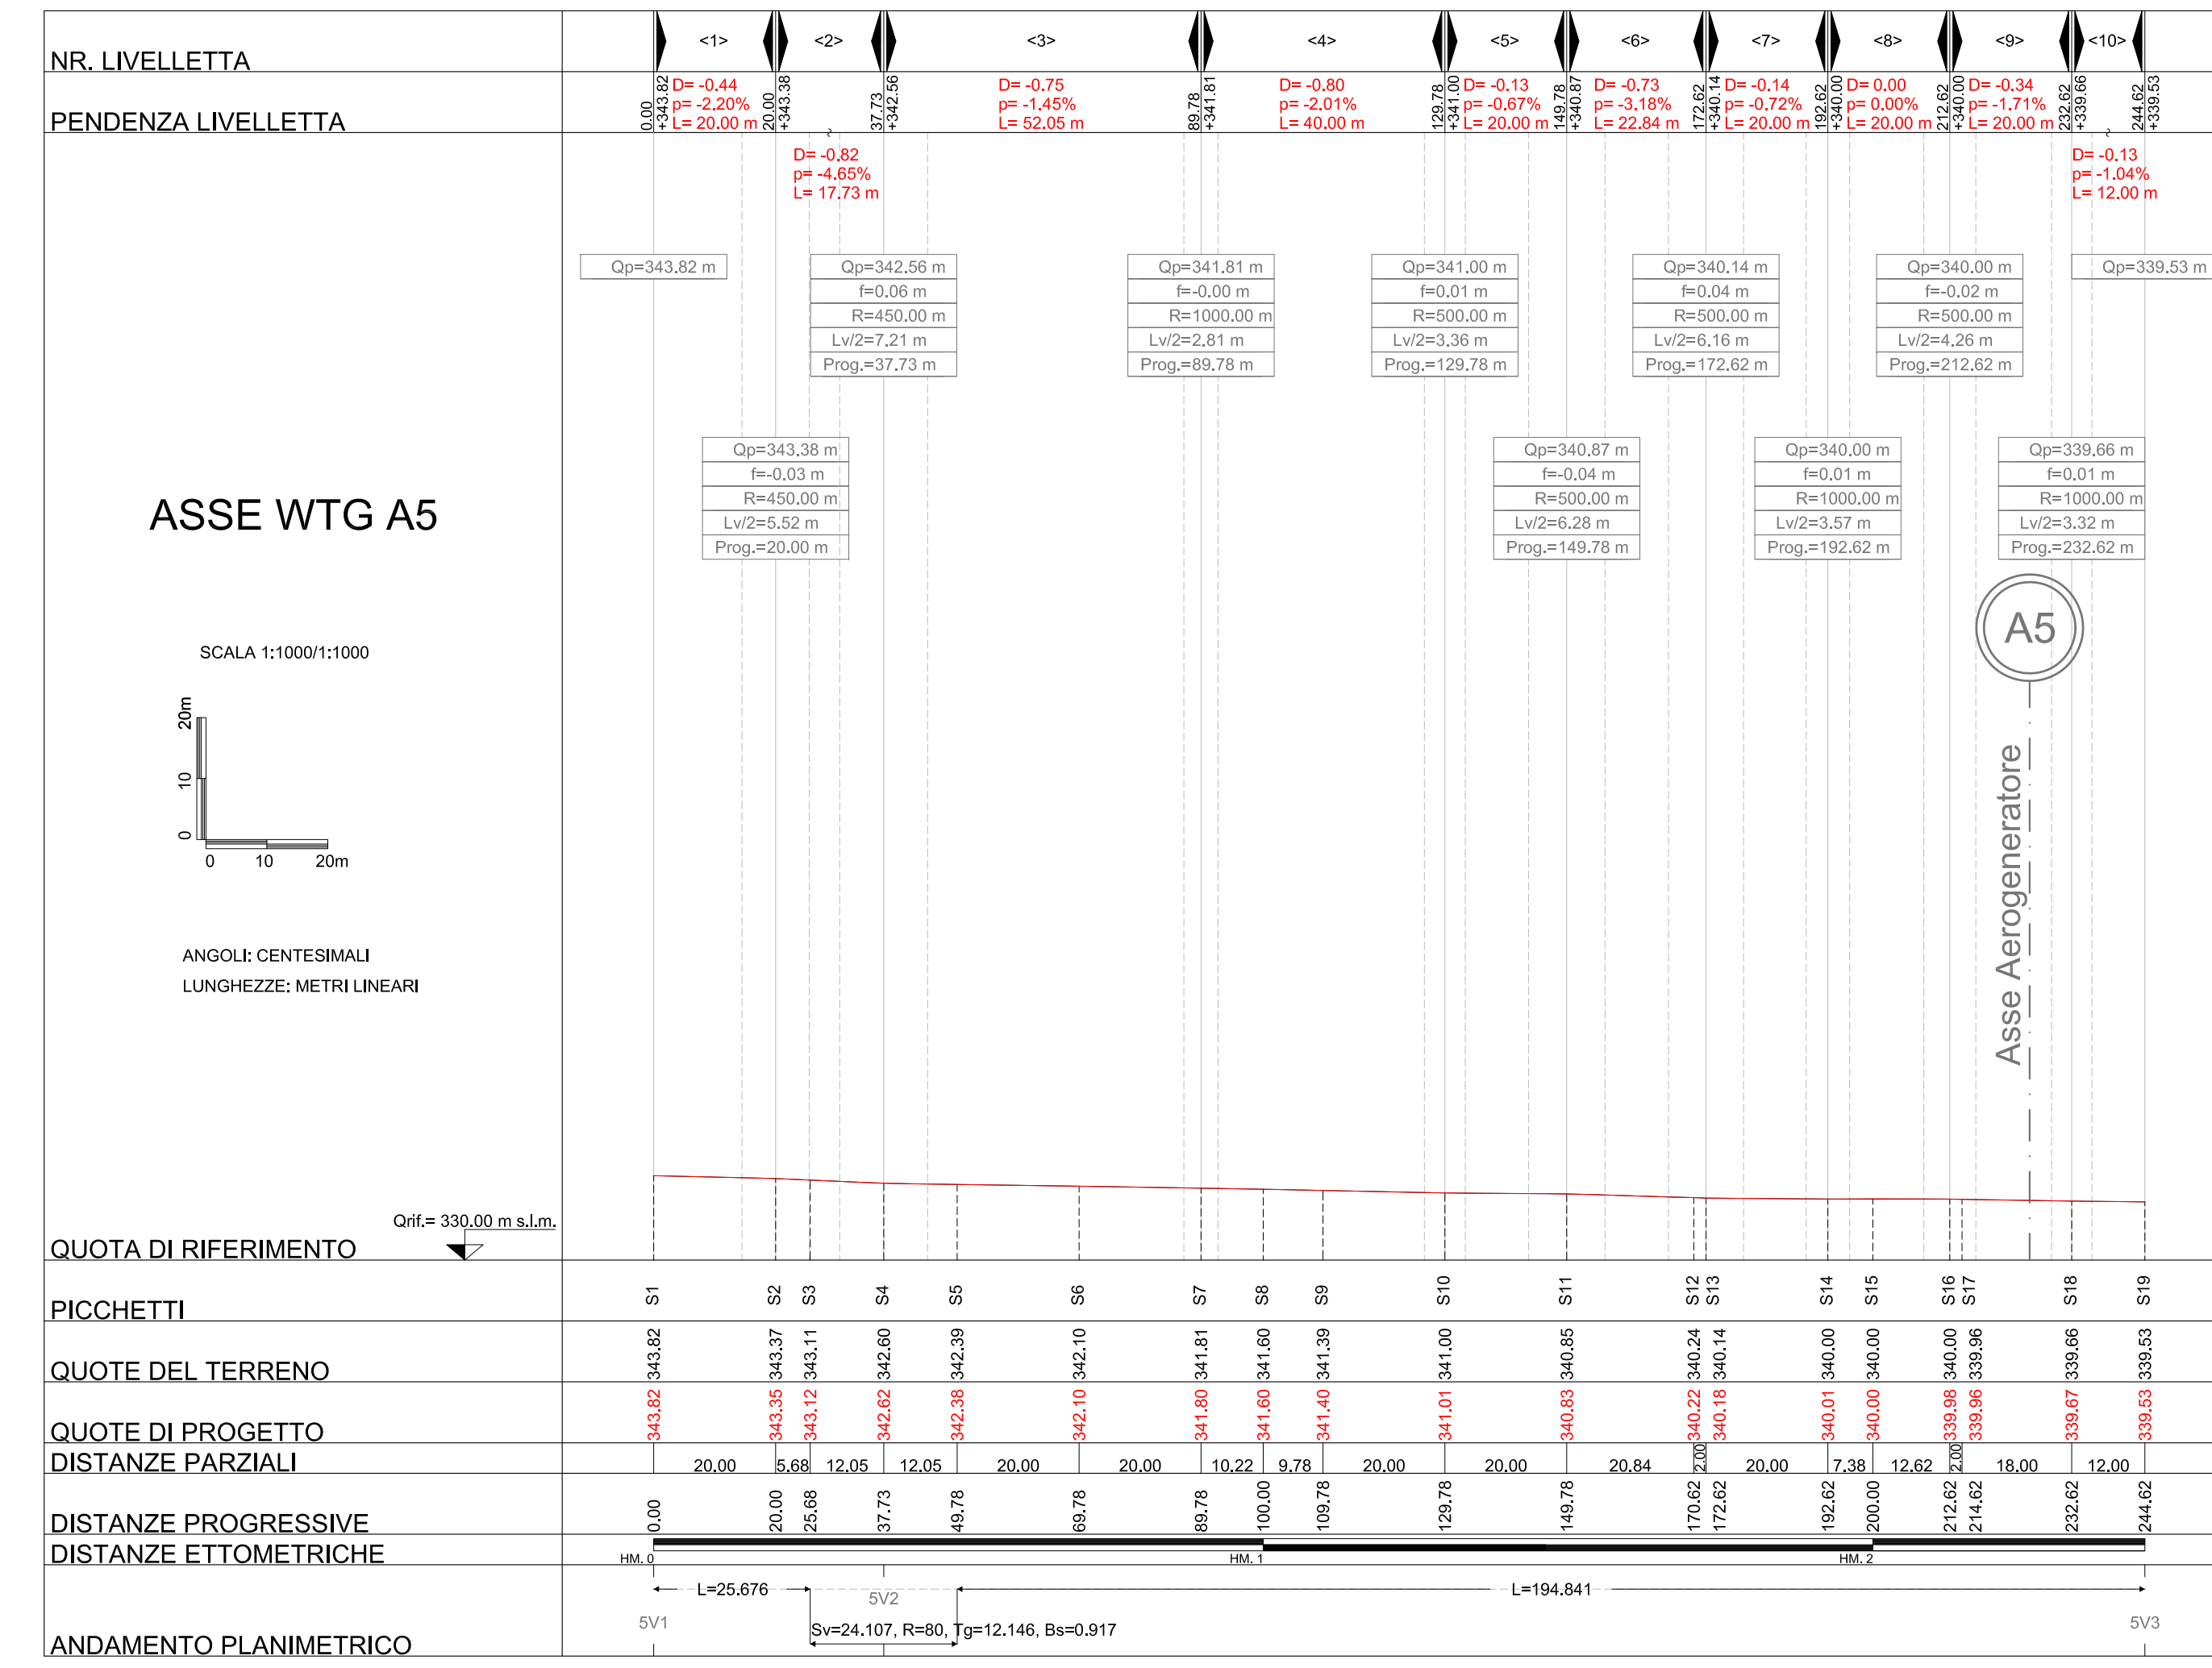 NR. LIVELLETTA
<1> <2> <3> <4> <5> <6> <7> <8> <9> <10>
PENDENZA LIVELLETTA
0.00
+343.82
D= -0.44
p= -2.20%
L= 20.00 m
20.00
+343.38
D= -0.82
p= -4.65%
L= 17.73 m
37.73
+342.56
D= -0.75
p= -1.45%
L= 52.05 m
89.78
+341.81
D= -0.80
p= -2.01%
L= 40.00 m
129.78
+341.00
D= -0.13
p= -0.67%
L= 20.00 m
149.78
+340.87
D= -0.73
p= -3.18%
L= 22.84 m
172.62
+340.14
D= -0.14
p= -0.72%
L= 20.00 m
192.62
+340.00
D= 0.00
p= 0.00%
L= 20.00 m
212.62
+340.00
D= -0.34
p= -1.71%
L= 20.00 m
232.62
+339.66
D= -0.13
p= -1.04%
L= 12.00 m
244.62
+339.53
Qp=343.82 m
Qp=342.56 m
f=0.06 m
R=450.00 m
Lv/2=7.21 m
Prog.=37.73 m
Qp=341.81 m
f=-0.00 m
R=1000.00 m
Lv/2=2.81 m
Prog.=89.78 m
Qp=341.00 m
f=0.01 m
R=500.00 m
Lv/2=3.36 m
Prog.=129.78 m
Qp=340.14 m
f=0.04 m
R=500.00 m
Lv/2=6.16 m
Prog.=172.62 m
Qp=340.00 m
f=-0.02 m
R=500.00 m
Lv/2=4.26 m
Prog.=212.62 m
Qp=339.53 m
Qp=343.38 m
f=-0.03 m
R=450.00 m
Lv/2=5.52 m
Prog.=20.00 m
Qp=340.87 m
f=-0.04 m
R=500.00 m
Lv/2=6.28 m
Prog.=149.78 m
Qp=340.00 m
f=0.01 m
R=1000.00 m
Lv/2=3.57 m
Prog.=192.62 m
Qp=339.66 m
f=0.01 m
R=1000.00 m
Lv/2=3.32 m
Prog.=232.62 m
ASSE WTG A5
A5
Asse Aerogeneratore
SCALA 1:1000/1:1000
20m
10
0
0 10 20m
ANGOLI: CENTESIMALI
LUNGHEZZE: METRI LINEARI
Qrif.= 330.00 m s.l.m.
QUOTA DI RIFERIMENTO
PICCHETTI
S1 S2 S3 S4 S5 S6 S7 S8 S9 S10 S11 S12 S13 S14 S15 S16 S17 S18 S19
QUOTE DEL TERRENO
343.82 343.37 343.11 342.60 342.39 342.10 341.81 341.60 341.39 341.00 340.85 340.24 340.14 340.00 340.00 340.00 339.96 339.66 339.53
QUOTE DI PROGETTO
343.82 343.35 343.12 342.62 342.38 342.10 341.80 341.60 341.40 341.01 340.83 340.22 340.18 340.01 340.00 339.98 339.96 339.67 339.53
DISTANZE PARZIALI
20.00 5.68 12.05 12.05 20.00 20.00 10.22 9.78 20.00 20.00 20.84 2.00 20.00 7.38 12.62 2.00 18.00 12.00
DISTANZE PROGRESSIVE
0.00 20.00 25.68 37.73 49.78 69.78 89.78 100.00 109.78 129.78 149.78 170.62 172.62 192.62 200.00 212.62 214.62 232.62 244.62
DISTANZE ETTOMETRICHE
HM. 0 HM. 1 HM. 2
L=25.676 L=194.841
5V2
5V1 5V3
Sv=24.107, R=80, Tg=12.146, Bs=0.917
ANDAMENTO PLANIMETRICO